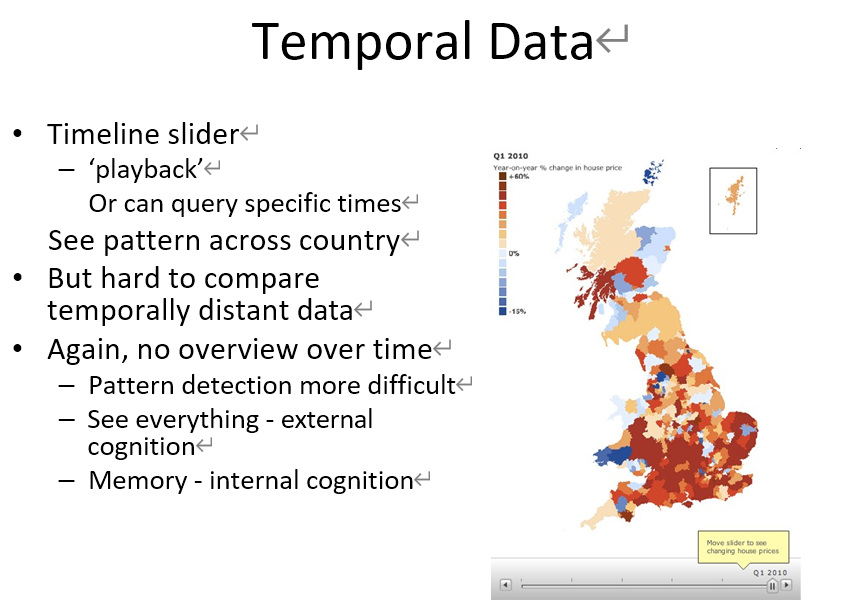 Temporal Data↵
• Timeline slider↵
– ‘playback’↵
Or can query specific times↵
See pattern across country↵
• But hard to compare
temporally distant data↵
• Again, no overview over time↵
– Pattern detection more difficult↵
– See everything - external
cognition↵
– Memory - internal cognition↵
Q1 2010
Year-on-year % change in house price
+60%
0%
-15%
Move slider to see
changing house prices
Q1 2010